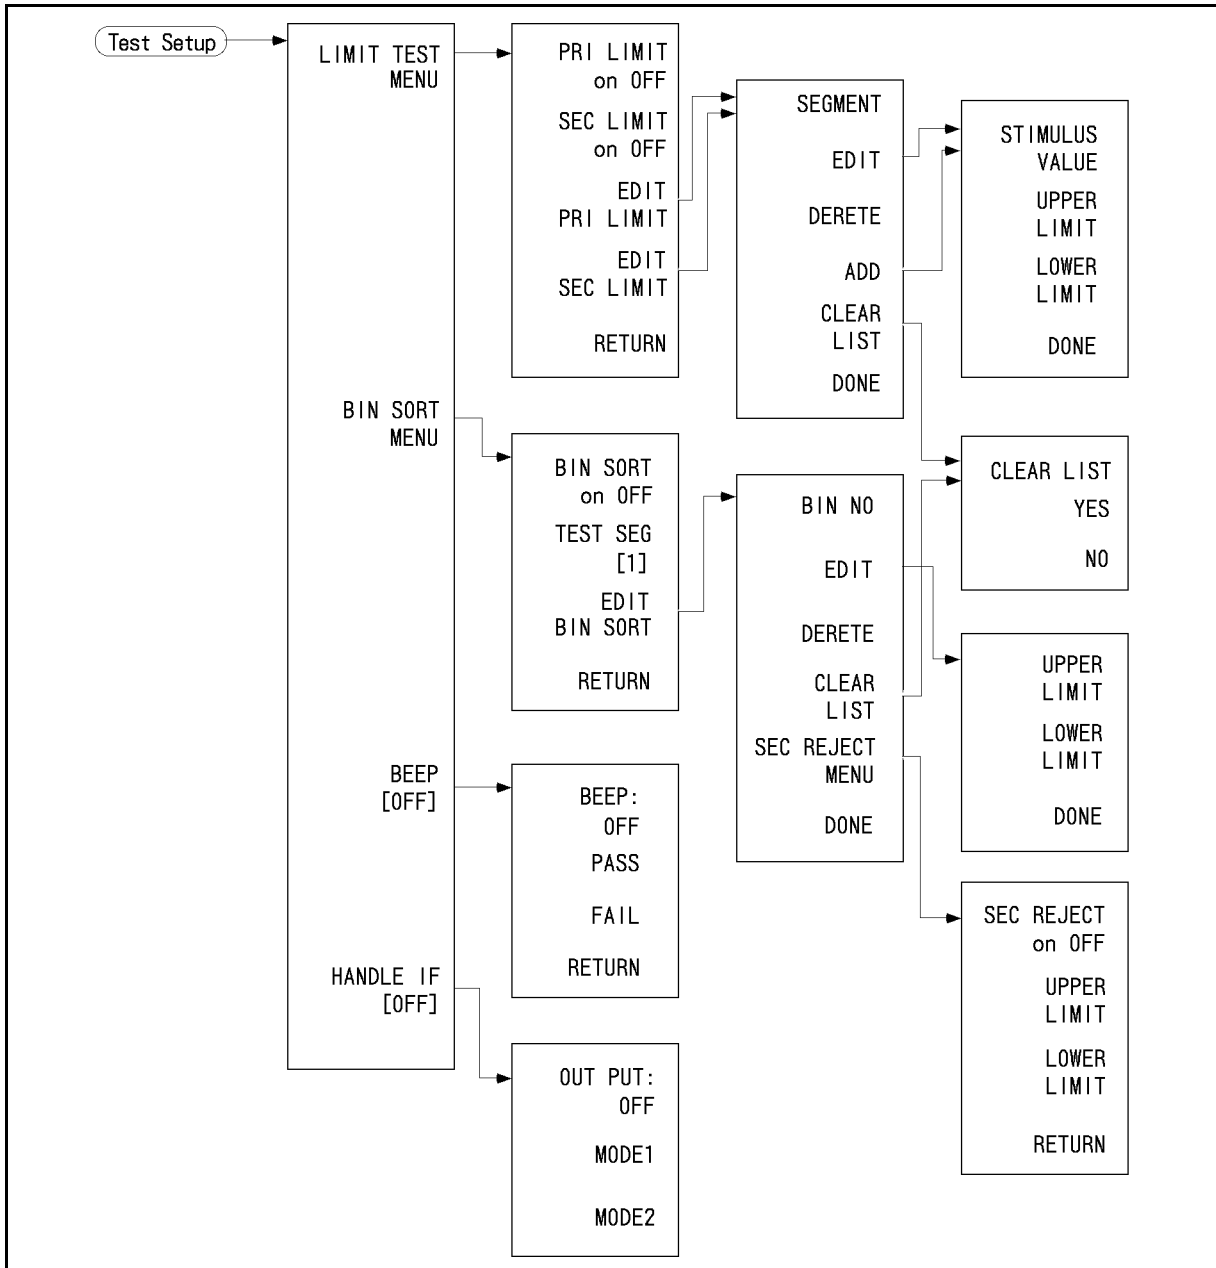 Test Setup
LIMIT TEST
MENU
BIN SORT
MENU
BEEP
[OFF]
HANDLE IF
[OFF]
PRI LIMIT
on OFF
SEC LIMIT
on OFF
EDIT
PRI LIMIT
EDIT
SEC LIMIT
RETURN
BIN SORT
on OFF
TEST SEG
[1]
EDIT
BIN SORT
RETURN
BEEP:
OFF
PASS
FAIL
RETURN
OUT PUT:
OFF
MODE1
MODE2
SEGMENT
EDIT
DERETE
ADD
CLEAR
LIST
DONE
BIN NO
EDIT
DERETE
CLEAR
LIST
SEC REJECT
MENU
DONE
STIMULUS
VALUE
UPPER
LIMIT
LOWER
LIMIT
DONE
CLEAR LIST
YES
NO
UPPER
LIMIT
LOWER
LIMIT
DONE
SEC REJECT
on OFF
UPPER
LIMIT
LOWER
LIMIT
RETURN